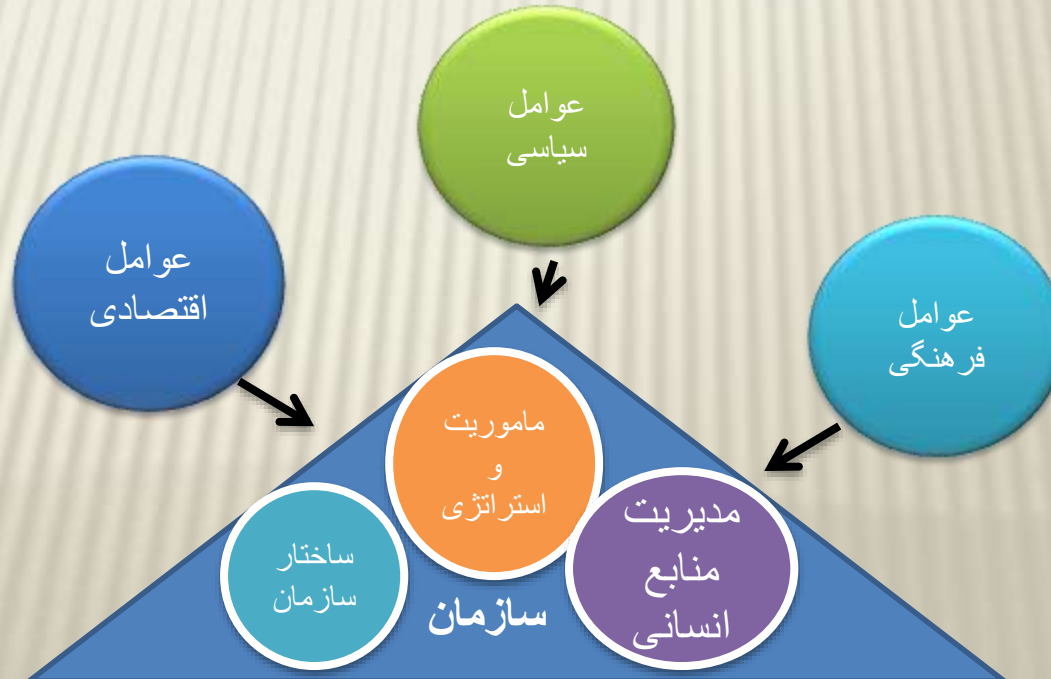 عوامل
سیاسی
عوامل
فرهنگی
عوامل
اقتصادی
ماموریت
و
استراتژی
مدیریت
منابع
انسانی
ساختار
سازمان
سازمان